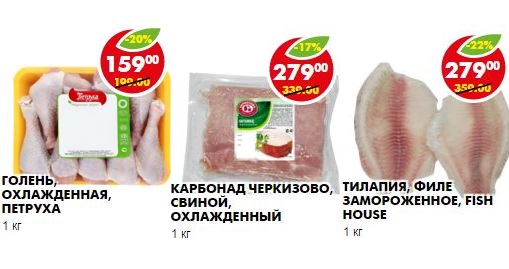 -20%
159.00
199.00
Петруха
ГОЛЕНЬ,
ОХЛАЖДЕННАЯ,
ПЕТРУХА
1 кг
-17%
279.00
339.00
КАРБОНАД ЧЕРКИЗОВО,
СВИНОЙ,
ОХЛАЖДЕННЫЙ
1 кг
-22%
279.00
359.00
ТИЛАПИЯ, ФИЛЕ
ЗАМОРОЖЕННОЕ, FISH
HOUSE
1 кг